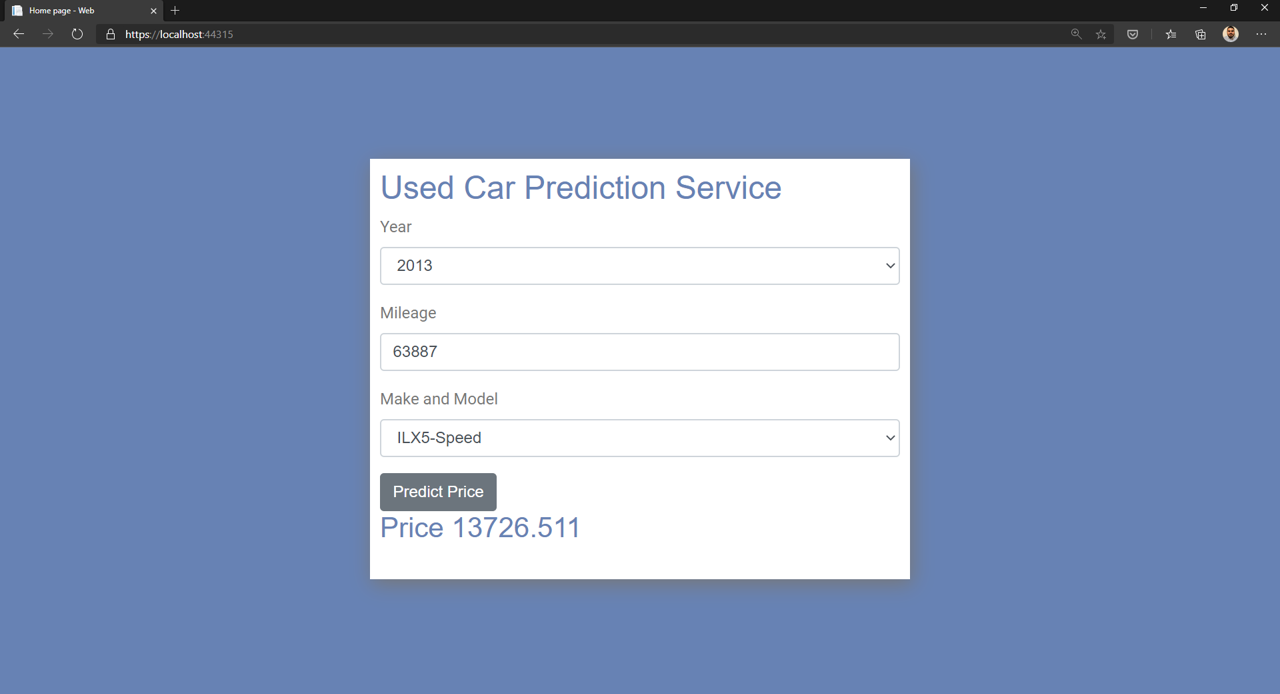 Home page - Web
https://localhost:44315
Used Car Prediction Service
Year
2013
Mileage
63887
Make and Model
ILX5-Speed
Predict Price
Price 13726.511